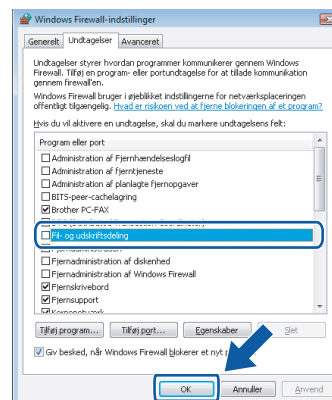 Windows Firewall-indstillinger
Generelt Undtagelser Avanceret
Undtagelser styrer hvordan programmer kommunikerer gennem Windows
Firewall. Tilføj en program- eller portundtagelse for at tillade kommunikation
gennem firewall'en.
Windows Firewall bruger i øjeblikket indstillingerne for netværksplaceringen
offentligt tilgængelig. Hvad er risikoen ved at fjerne blokeringen af et program?
Hvis du vil aktivere en undtagelse, skal du markere undtagelsens felt:
Program eller port
Administration af Fjernhændelseslogfil
Administration af fjerntjeneste
Administration af planlagte fjernopgaver
BITS-peer-cachelagring
Brother PC-FAX
Fil- og udskriftsdeling
Fjernadministration
Fjernadministration af diskenhed
Fjernadministration af Windows Firewall
Fjernskrivebord
Fjernsupport
Kernenetværk
Tilføj program... Tilføj port... Egenskaber Slet
Giv besked, når Windows Firewall blokerer et nyt
OK Annuller Anvend